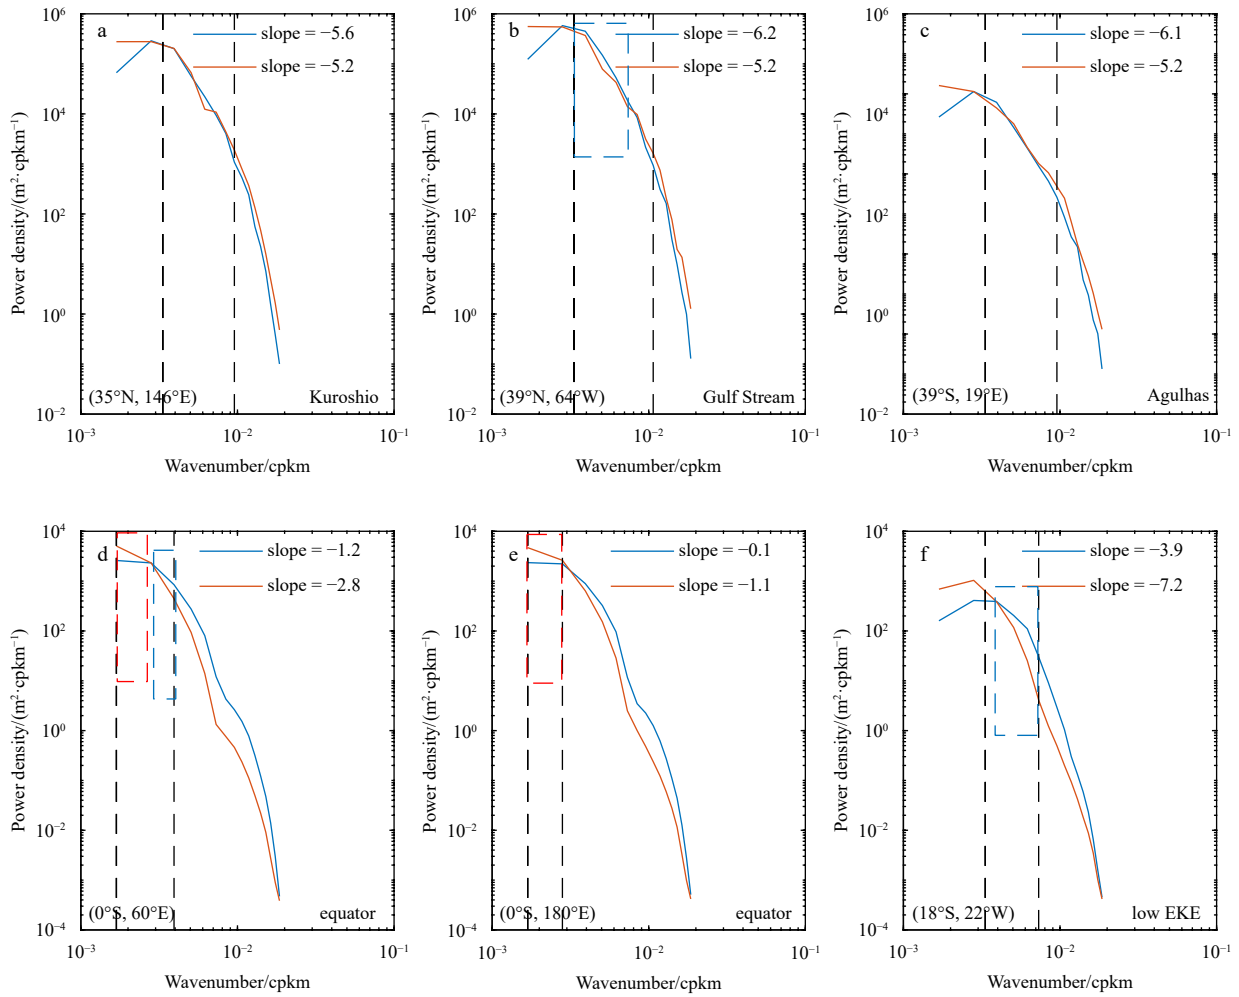 a
slope = −5.6
slope = −5.2
10⁶
10⁴
10²
10⁰
10⁻²
Power density/(m²·cpkm⁻¹)
(35°N, 146°E)
Kuroshio
10⁻³
10⁻²
10⁻¹
Wavenumber/cpkm
b
slope = −6.2
slope = −5.2
10⁶
10⁴
10²
10⁰
10⁻²
Power density/(m²·cpkm⁻¹)
(39°N, 64°W)
Gulf Stream
10⁻³
10⁻²
10⁻¹
Wavenumber/cpkm
c
slope = −6.1
slope = −5.2
10⁶
10⁴
10²
10⁰
10⁻²
Power density/(m²·cpkm⁻¹)
(39°S, 19°E)
Agulhas
10⁻³
10⁻²
10⁻¹
Wavenumber/cpkm
d
slope = −1.2
slope = −2.8
10⁴
10²
10⁰
10⁻²
10⁻⁴
Power density/(m²·cpkm⁻¹)
(0°S, 60°E)
equator
10⁻³
10⁻²
10⁻¹
Wavenumber/cpkm
e
slope = −0.1
slope = −1.1
10⁴
10²
10⁰
10⁻²
10⁻⁴
Power density/(m²·cpkm⁻¹)
(0°S, 180°E)
equator
10⁻³
10⁻²
10⁻¹
Wavenumber/cpkm
f
slope = −3.9
slope = −7.2
10⁴
10²
10⁰
10⁻²
10⁻⁴
Power density/(m²·cpkm⁻¹)
(18°S, 22°W)
low EKE
10⁻³
10⁻²
10⁻¹
Wavenumber/cpkm